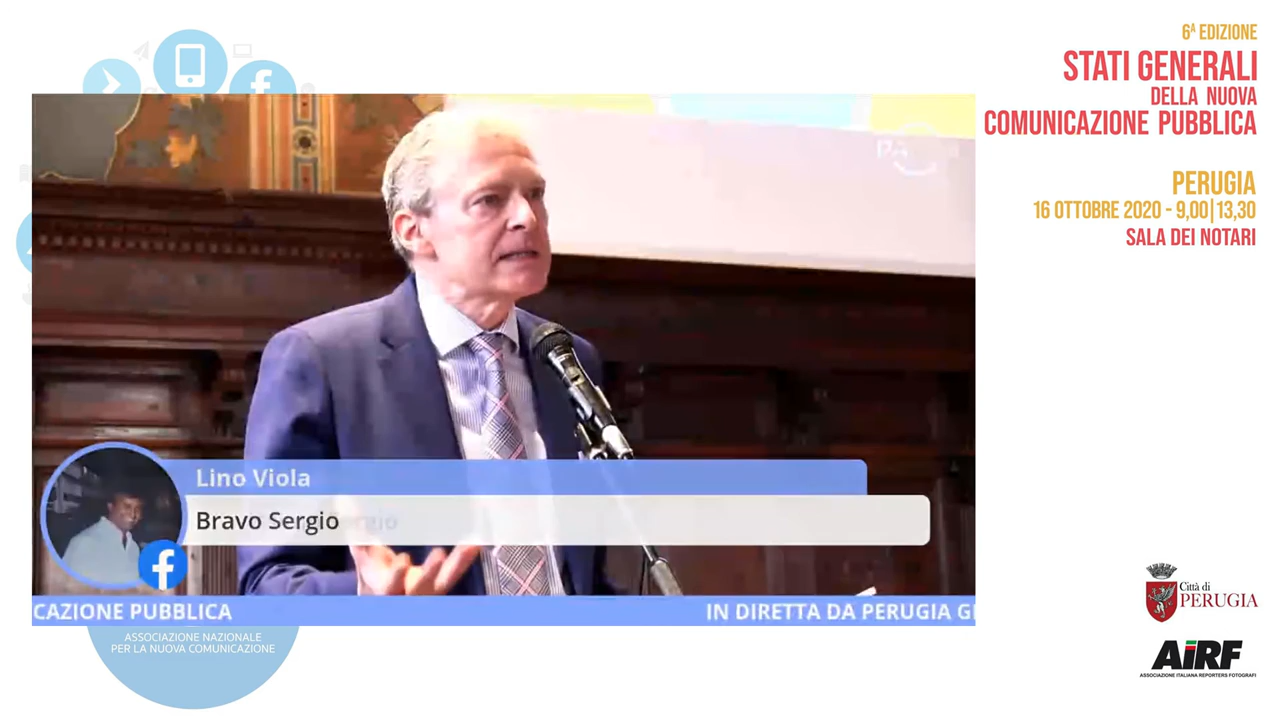 6ª EDIZIONE
STATI GENERALI
DELLA NUOVA
COMUNICAZIONE PUBBLICA
PERUGIA
16 OTTOBRE 2020 - 9,00|13,30
SALA DEI NOTARI
Lino Viola
Bravo Sergio
CAZIONE PUBBLICA
IN DIRETTA DA PERUGIA GE
ASSOCIAZIONE NAZIONALE
PER LA NUOVA COMUNICAZIONE
Città di
PERUGIA
AiRF
ASSOCIAZIONE ITALIANA REPORTERS FOTOGRAFI